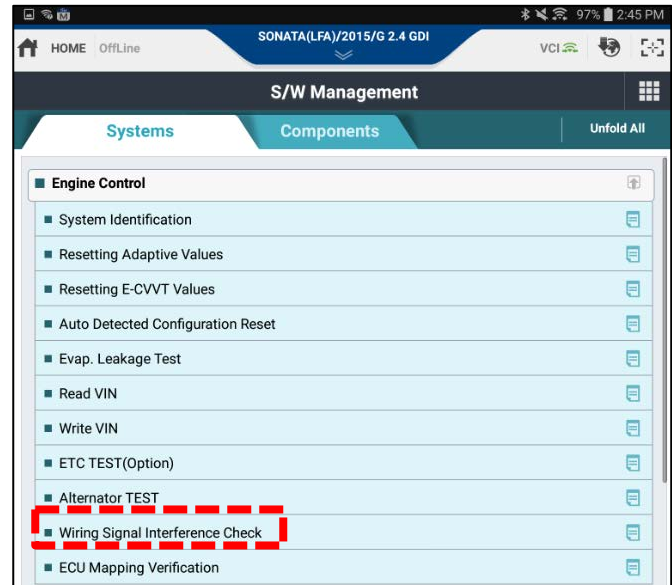 97% 2:45 PM
HOME OffLine
SONATA(LFA)/2015/G 2.4 GDI
VCI
S/W Management
Systems
Components
Unfold All
Engine Control
System Identification
Resetting Adaptive Values
Resetting E-CVVT Values
Auto Detected Configuration Reset
Evap. Leakage Test
Read VIN
Write VIN
ETC TEST(Option)
Alternator TEST
Wiring Signal Interference Check
ECU Mapping Verification